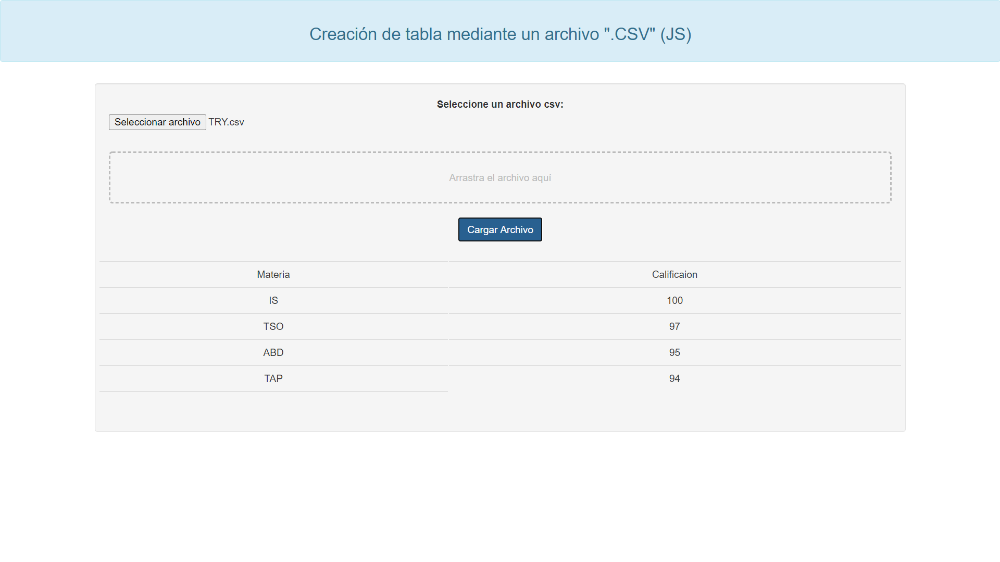 Creación de tabla mediante un archivo ".CSV" (JS)
Seleccione un archivo csv:
Seleccionar archivo TRY.csv
Arrastra el archivo aquí
Cargar Archivo
Materia Calificaion
IS 100
TSO 97
ABD 95
TAP 94